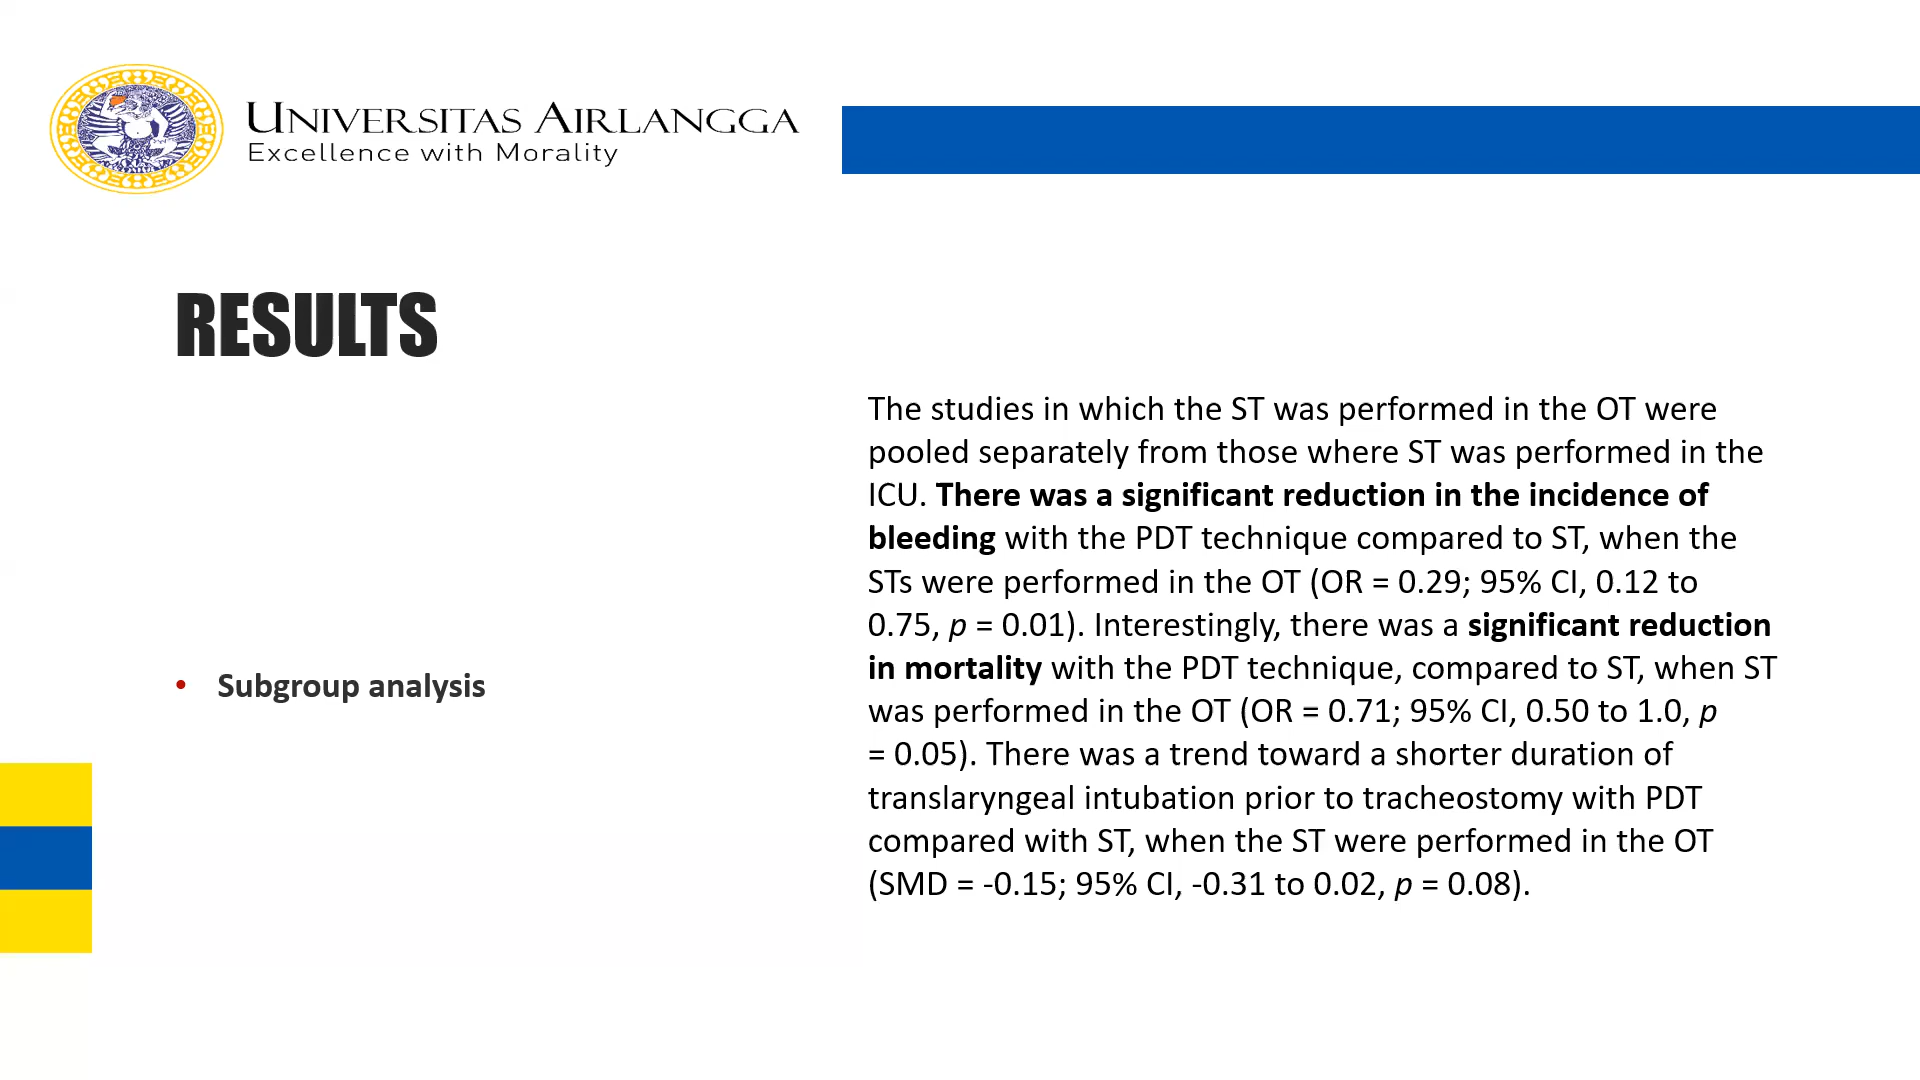 UNIVERSITAS AIRLANGGA
Excellence with Morality
RESULTS
• Subgroup analysis
The studies in which the ST was performed in the OT were
pooled separately from those where ST was performed in the
ICU. There was a significant reduction in the incidence of
bleeding with the PDT technique compared to ST, when the
STs were performed in the OT (OR = 0.29; 95% CI, 0.12 to
0.75, p = 0.01). Interestingly, there was a significant reduction
in mortality with the PDT technique, compared to ST, when ST
was performed in the OT (OR = 0.71; 95% CI, 0.50 to 1.0, p
= 0.05). There was a trend toward a shorter duration of
translaryngeal intubation prior to tracheostomy with PDT
compared with ST, when the ST were performed in the OT
(SMD = -0.15; 95% CI, -0.31 to 0.02, p = 0.08).